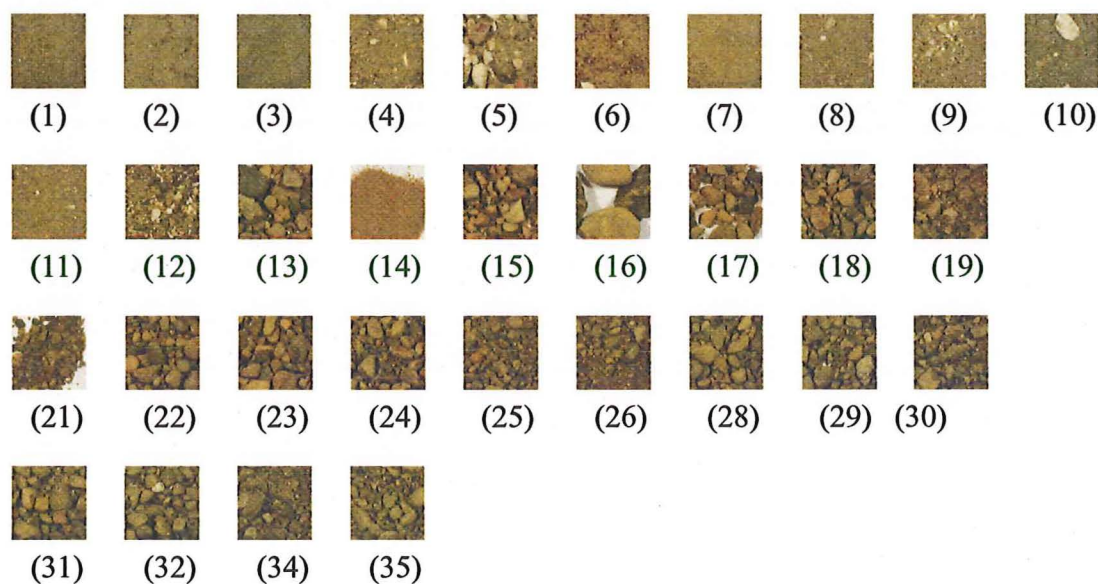 (1) (2) (3) (4) (5) (6) (7) (8) (9) (10)
(11) (12) (13) (14) (15) (16) (17) (18) (19)
(21) (22) (23) (24) (25) (26) (28) (29) (30)
(31) (32) (34) (35)